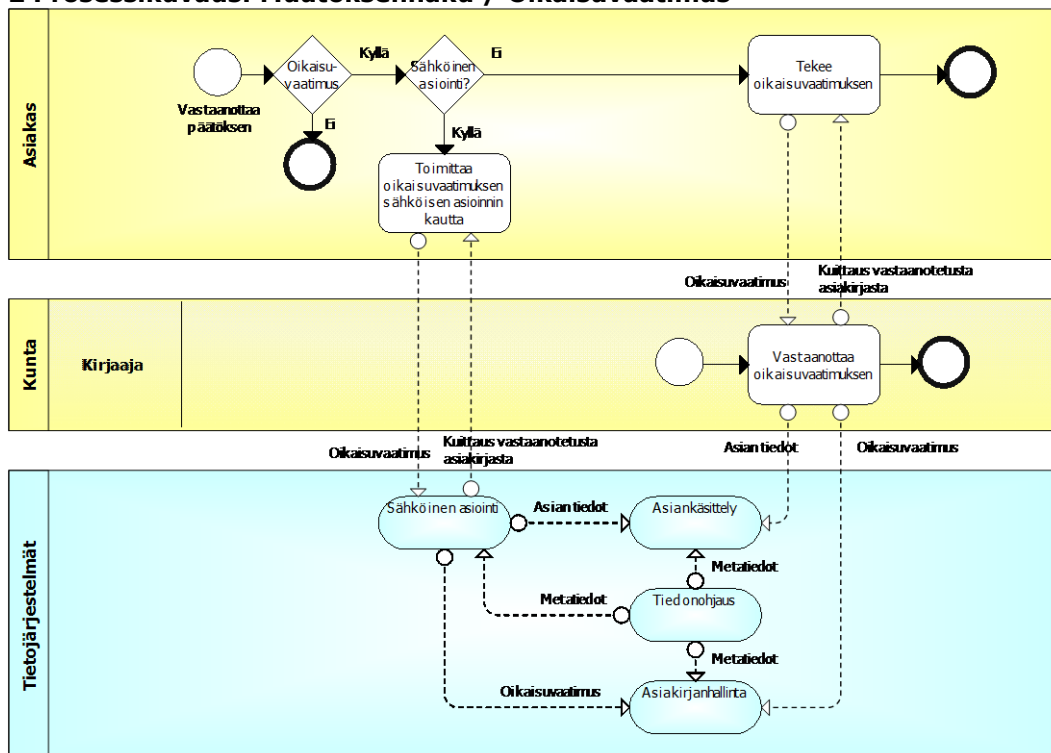 Prosessikuvaus: Muutoksenhaku / Oikaisuvaatimus
Asiakas
Vastaanottaa
päätöksen
Oikaisu-
vaatimus
Kyllä
Ei
Sähköinen
asiointi?
Ei
Kyllä
Toimittaa
oikaisuvaatimuksen
sähköisen asioinnin
kautta
Tekee
oikaisuvaatimuksen
Oikaisuvaatimus
Kuittaus vastaanotetusta
asiakirjasta
Kunta
Kirjaaja
Vastaanottaa
oikaisuvaatimuksen
Oikaisuvaatimus
Kuittaus vastaanotetusta
asiakirjasta
Asian tiedot
Oikaisuvaatimus
Tietojärjestelmät
Sähköinen asiointi
Asian tiedot
Asiankäsittely
Metatiedot
Metatiedot
Tiedonohjaus
Metatiedot
Oikaisuvaatimus
Asiakirjanhallinta